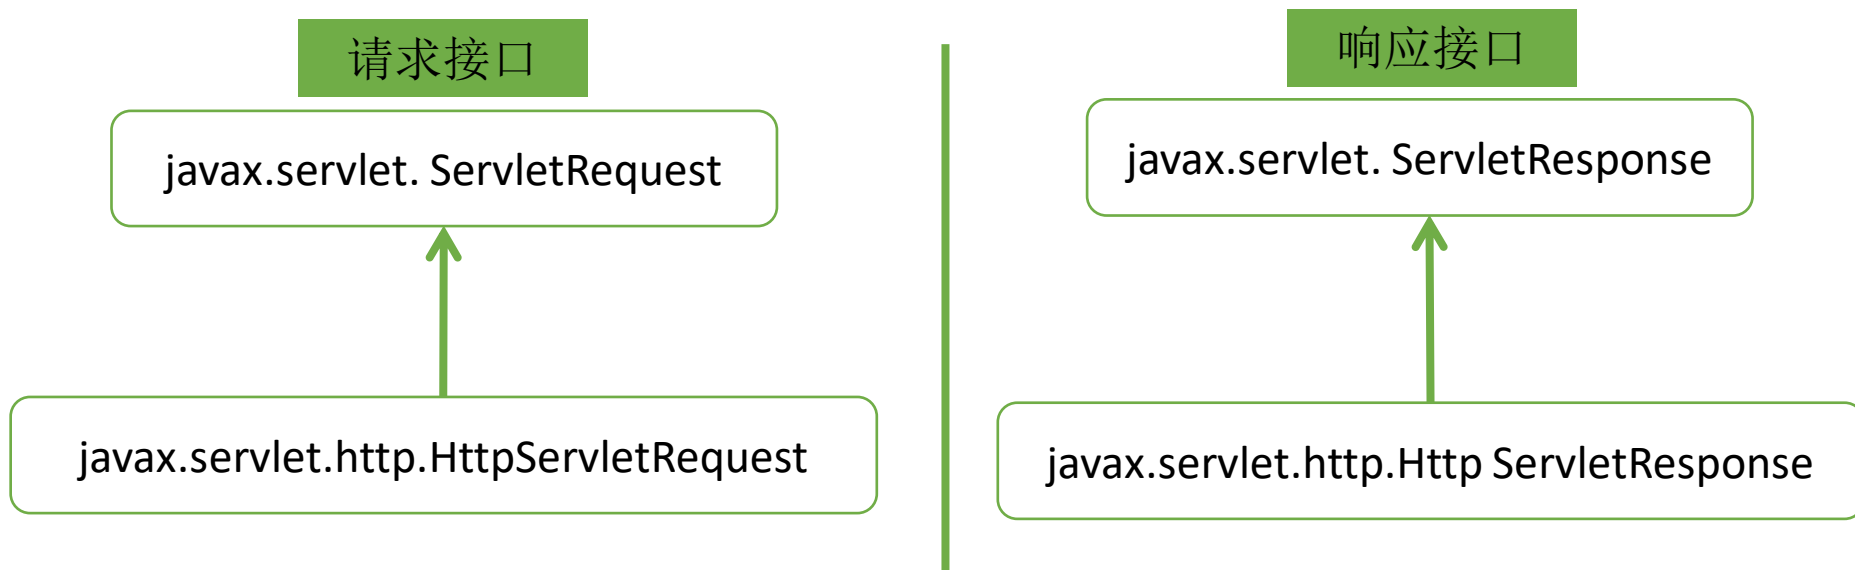 请求接口
javax.servlet. ServletRequest
javax.servlet.http.HttpServletRequest
响应接口
javax.servlet. ServletResponse
javax.servlet.http.Http ServletResponse